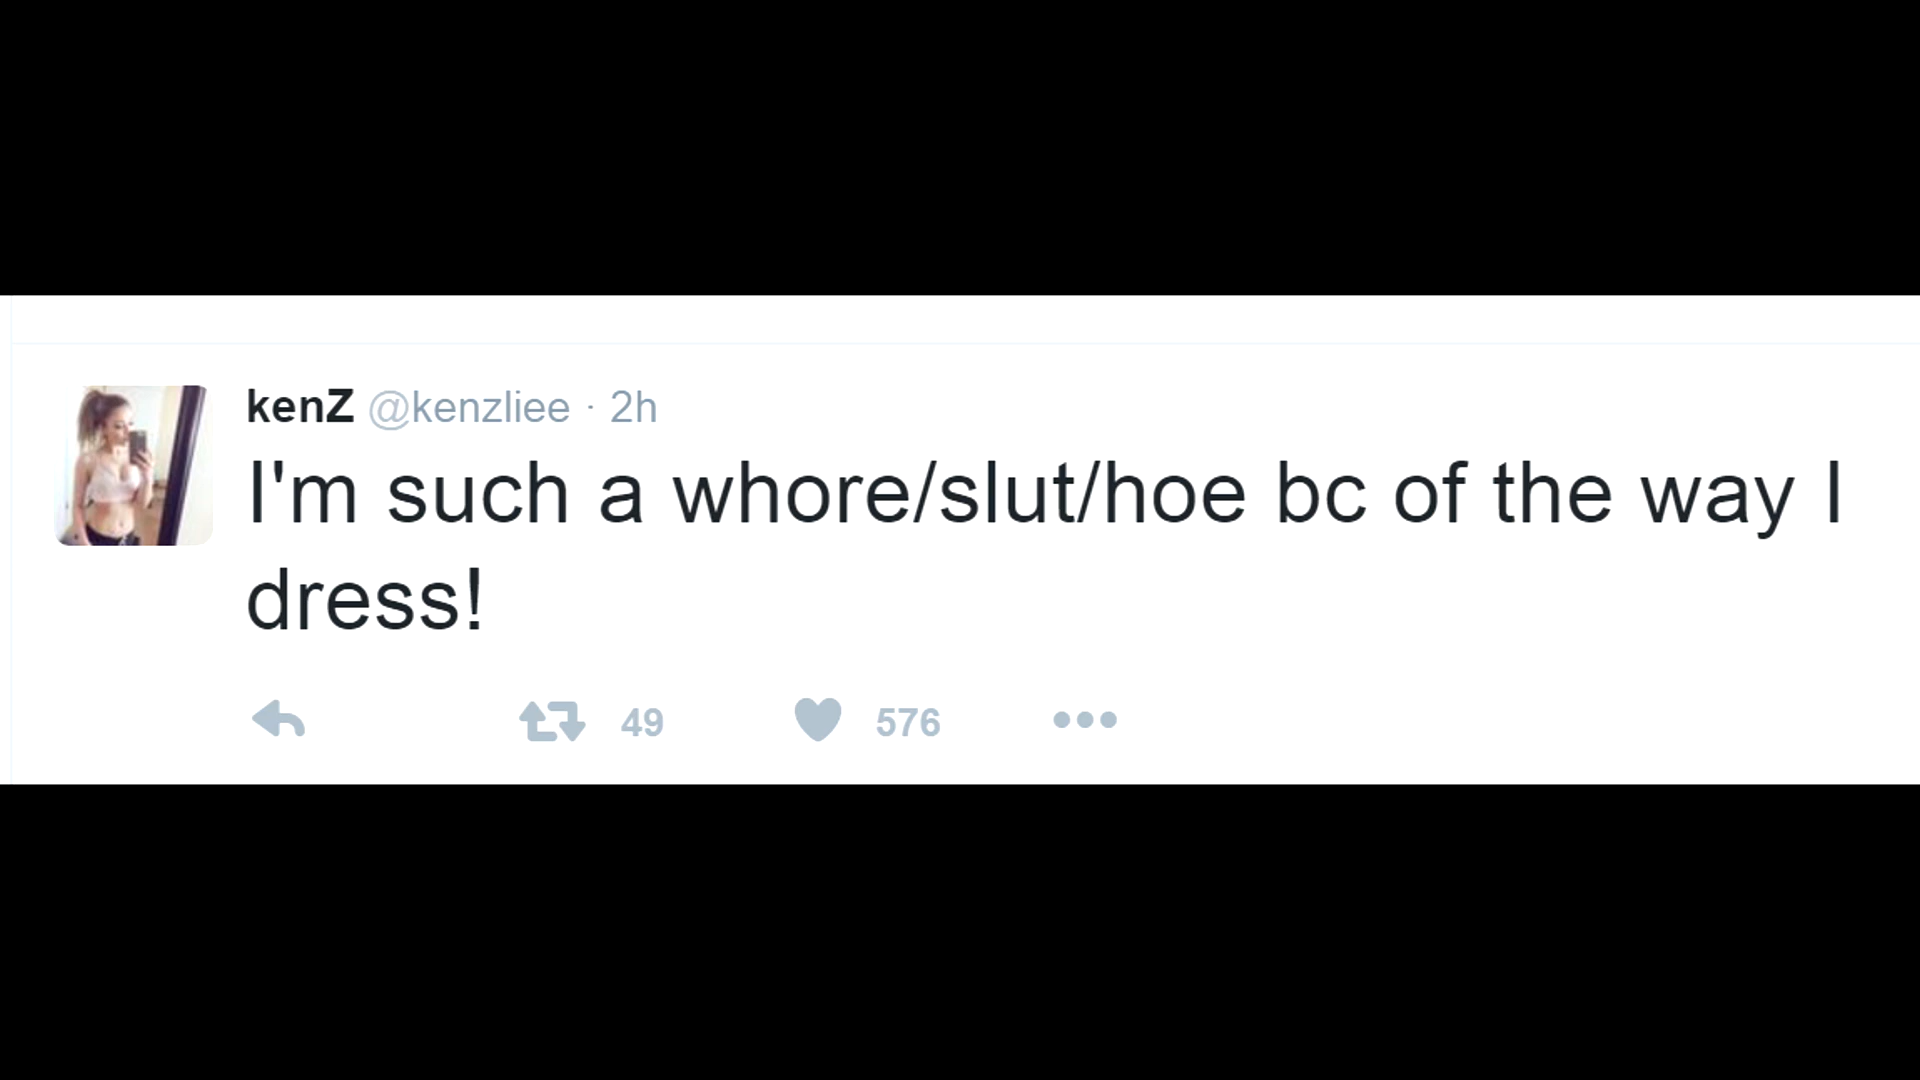 kenZ @kenzliee · 2h
I'm such a whore/slut/hoe bc of the way I
dress!
49 576